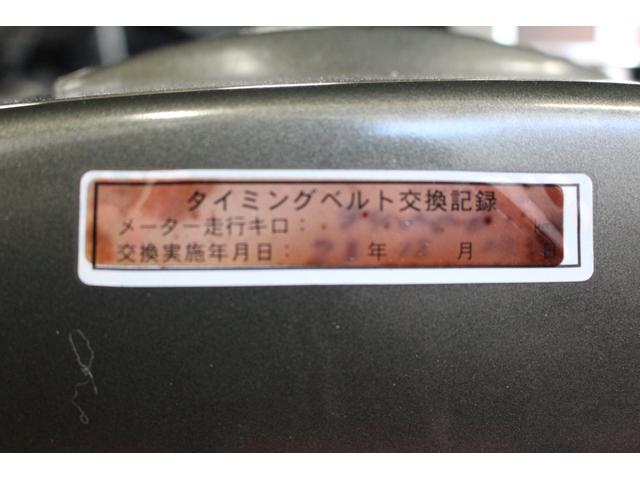 タイミングベルト交換記録
メーター走行キロ：
交換実施年月日： 年 月 日